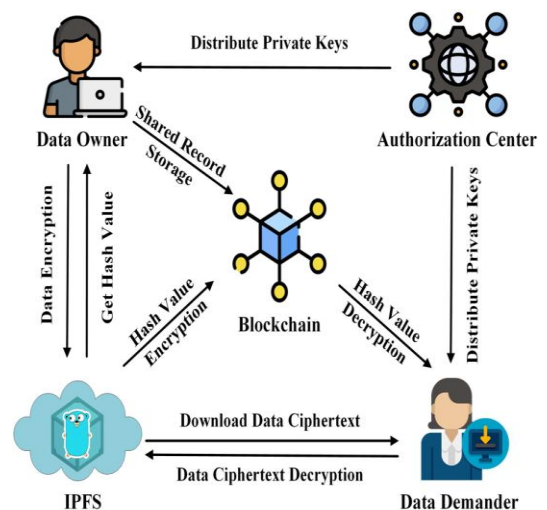 Distribute Private Keys
Data Owner
Authorization Center
Shared Record
Storage
Data Encryption
Get Hash Value
Distribute Private Keys
Hash Value
Encryption
Blockchain
Hash Value
Decryption
Download Data Ciphertext
Data Ciphertext Decryption
IPFS
Data Demander